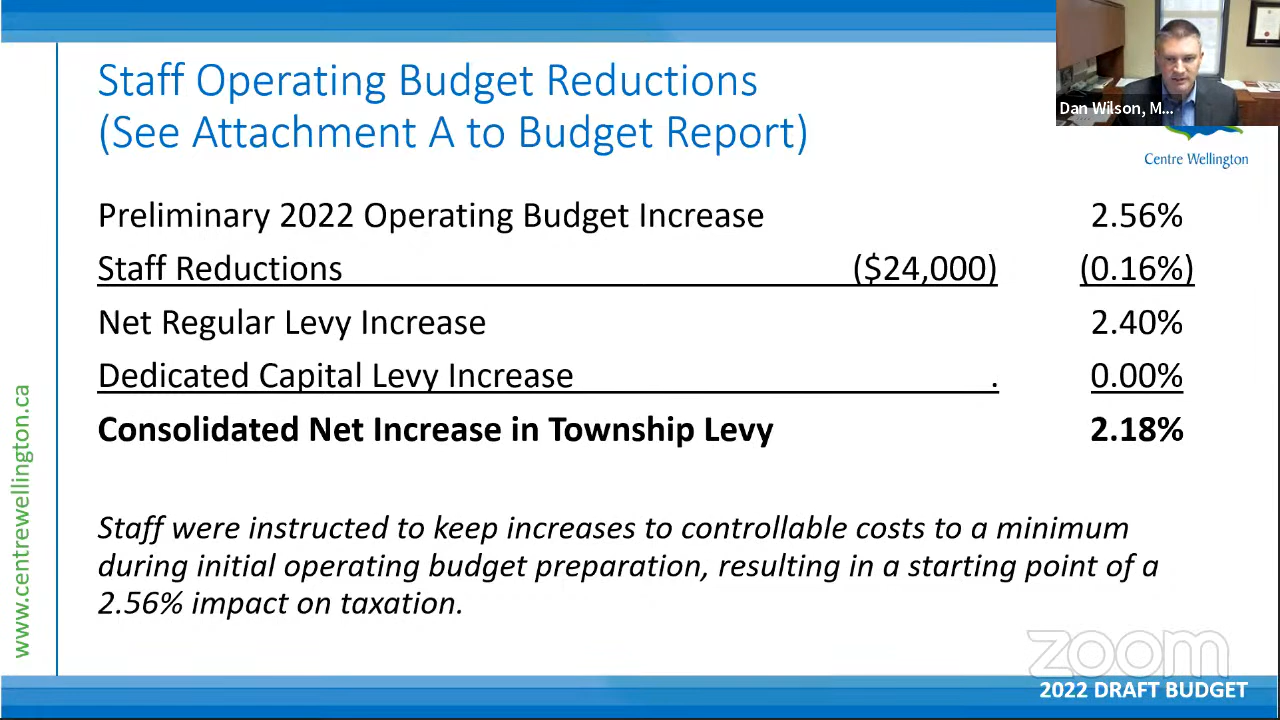 Staff Operating Budget Reductions
(See Attachment A to Budget Report)
Dan Wilson, M...
Centre Wellington
Preliminary 2022 Operating Budget Increase 2.56%
Staff Reductions ($24,000) (0.16%)
Net Regular Levy Increase 2.40%
Dedicated Capital Levy Increase . 0.00%
Consolidated Net Increase in Township Levy 2.18%
Staff were instructed to keep increases to controllable costs to a minimum
during initial operating budget preparation, resulting in a starting point of a
2.56% impact on taxation.
www.centrewellington.ca
zoom
2022 DRAFT BUDGET